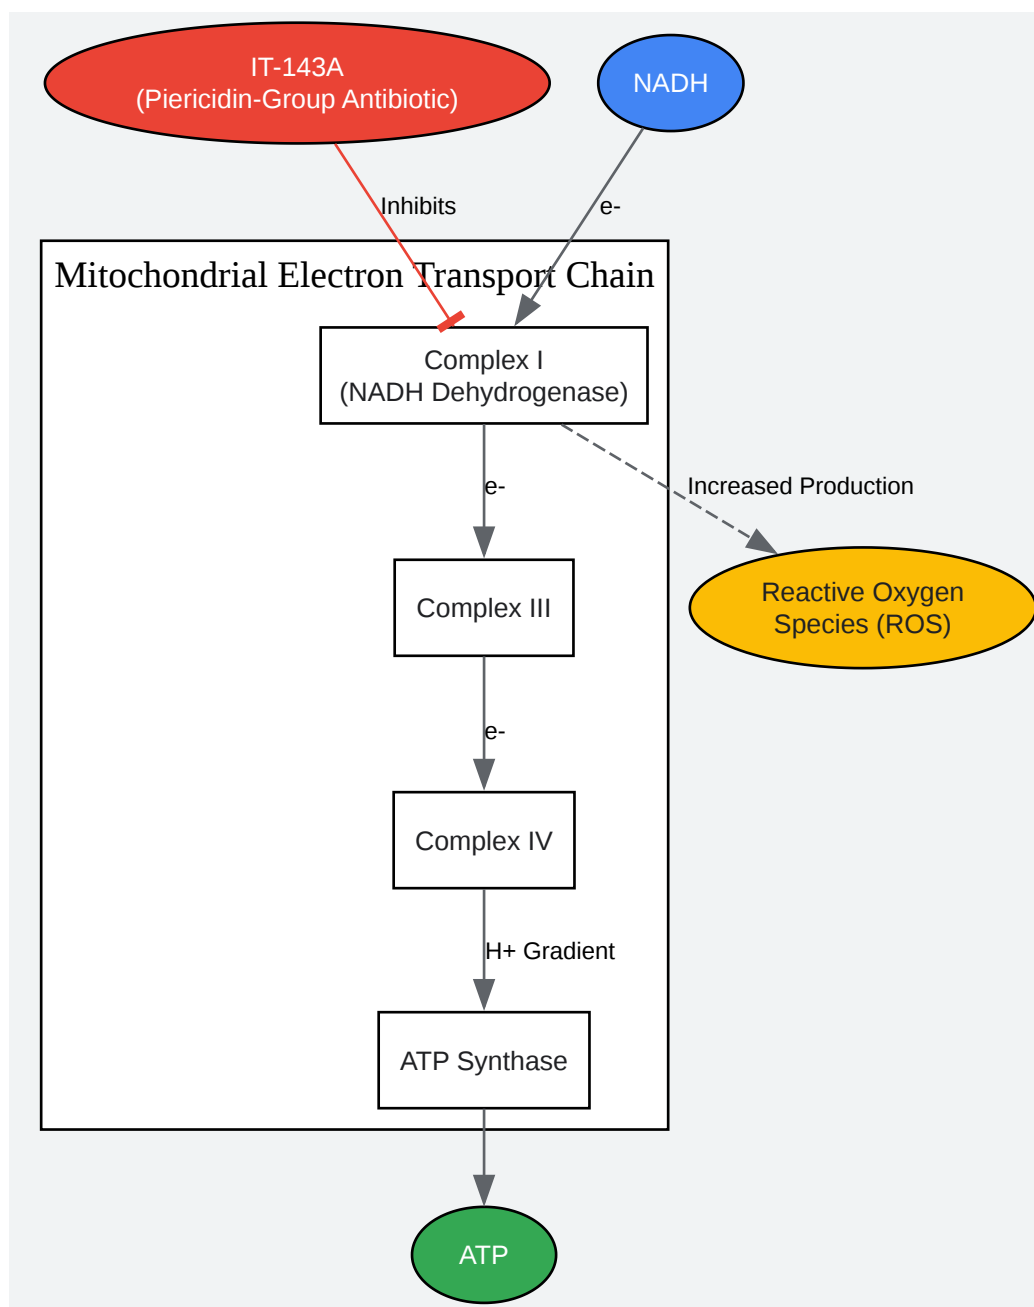 IT-143A
(Piericidin-Group Antibiotic)
NADH
Inhibits
e-
Mitochondrial Electron Transport Chain
Complex I
(NADH Dehydrogenase)
e-
Increased Production
Complex III
Reactive Oxygen
Species (ROS)
e-
Complex IV
H+ Gradient
ATP Synthase
ATP